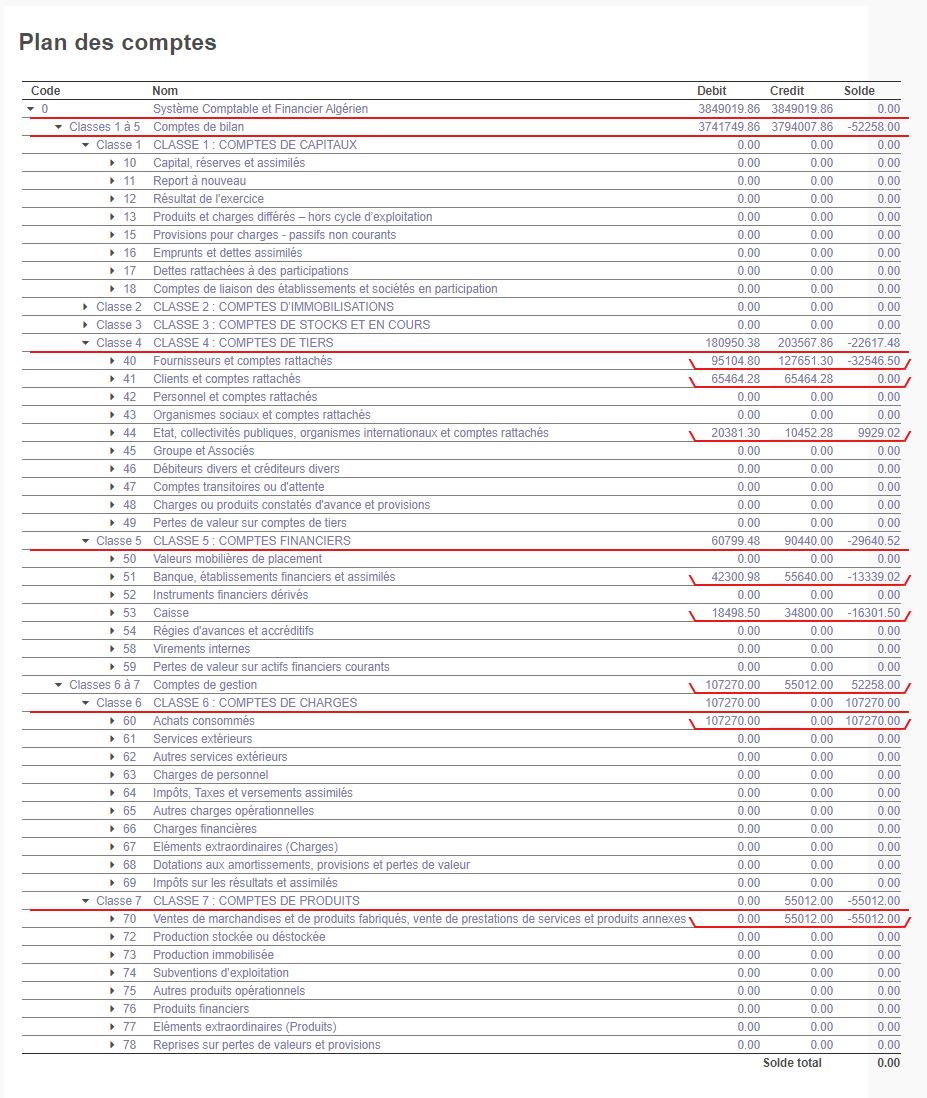 Plan des comptes
Code Nom Debit Credit Solde
0 Système Comptable et Financier Algérien 3849019.86 3849019.86 0.00
Classes 1 à 5 Comptes de bilan 3741749.86 3794007.86 -52258.00
Classe 1 CLASSE 1 : COMPTES DE CAPITAUX 0.00 0.00 0.00
10 Capital, réserves et assimilés 0.00 0.00 0.00
11 Report à nouveau 0.00 0.00 0.00
12 Résultat de l'exercice 0.00 0.00 0.00
13 Produits et charges différés – hors cycle d'exploitation 0.00 0.00 0.00
15 Provisions pour charges - passifs non courants 0.00 0.00 0.00
16 Emprunts et dettes assimilés 0.00 0.00 0.00
17 Dettes rattachées à des participations 0.00 0.00 0.00
18 Comptes de liaison des établissements et sociétés en participation 0.00 0.00 0.00
Classe 2 CLASSE 2 : COMPTES D'IMMOBILISATIONS 0.00 0.00 0.00
Classe 3 CLASSE 3 : COMPTES DE STOCKS ET EN COURS 0.00 0.00 0.00
Classe 4 CLASSE 4 : COMPTES DE TIERS 180950.38 203567.86 -22617.48
40 Fournisseurs et comptes rattachés 95104.80 127651.30 -32546.50
41 Clients et comptes rattachés 65464.28 65464.28 0.00
42 Personnel et comptes rattachés 0.00 0.00 0.00
43 Organismes sociaux et comptes rattachés 0.00 0.00 0.00
44 Etat, collectivités publiques, organismes internationaux et comptes rattachés 20381.30 10452.28 9929.02
45 Groupe et Associés 0.00 0.00 0.00
46 Débiteurs divers et créditeurs divers 0.00 0.00 0.00
47 Comptes transitoires ou d'attente 0.00 0.00 0.00
48 Charges ou produits constatés d'avance et provisions 0.00 0.00 0.00
49 Pertes de valeur sur comptes de tiers 0.00 0.00 0.00
Classe 5 CLASSE 5 : COMPTES FINANCIERS 60799.48 90440.00 -29640.52
50 Valeurs mobilières de placement 0.00 0.00 0.00
51 Banque, établissements financiers et assimilés 42300.98 55640.00 -13339.02
52 Instruments financiers dérivés 0.00 0.00 0.00
53 Caisse 18498.50 34800.00 -16301.50
54 Régies d'avances et accréditifs 0.00 0.00 0.00
58 Virements internes 0.00 0.00 0.00
59 Pertes de valeur sur actifs financiers courants 0.00 0.00 0.00
Classes 6 à 7 Comptes de gestion 107270.00 55012.00 52258.00
Classe 6 CLASSE 6 : COMPTES DE CHARGES 107270.00 0.00 107270.00
60 Achats consommés 107270.00 0.00 107270.00
61 Services extérieurs 0.00 0.00 0.00
62 Autres services extérieurs 0.00 0.00 0.00
63 Charges de personnel 0.00 0.00 0.00
64 Impôts, Taxes et versements assimilés 0.00 0.00 0.00
65 Autres charges opérationnelles 0.00 0.00 0.00
66 Charges financières 0.00 0.00 0.00
67 Eléments extraordinaires (Charges) 0.00 0.00 0.00
68 Dotations aux amortissements, provisions et pertes de valeur 0.00 0.00 0.00
69 Impôts sur les résultats et assimilés 0.00 0.00 0.00
Classe 7 CLASSE 7 : COMPTES DE PRODUITS 0.00 55012.00 -55012.00
70 Ventes de marchandises et de produits fabriqués, vente de prestations de services et produits annexes 0.00 55012.00 -55012.00
72 Production stockée ou déstockée 0.00 0.00 0.00
73 Production immobilisée 0.00 0.00 0.00
74 Subventions d'exploitation 0.00 0.00 0.00
75 Autres produits opérationnels 0.00 0.00 0.00
76 Produits financiers 0.00 0.00 0.00
77 Eléments extraordinaires (Produits) 0.00 0.00 0.00
78 Reprises sur pertes de valeurs et provisions 0.00 0.00 0.00
Solde total 0.00